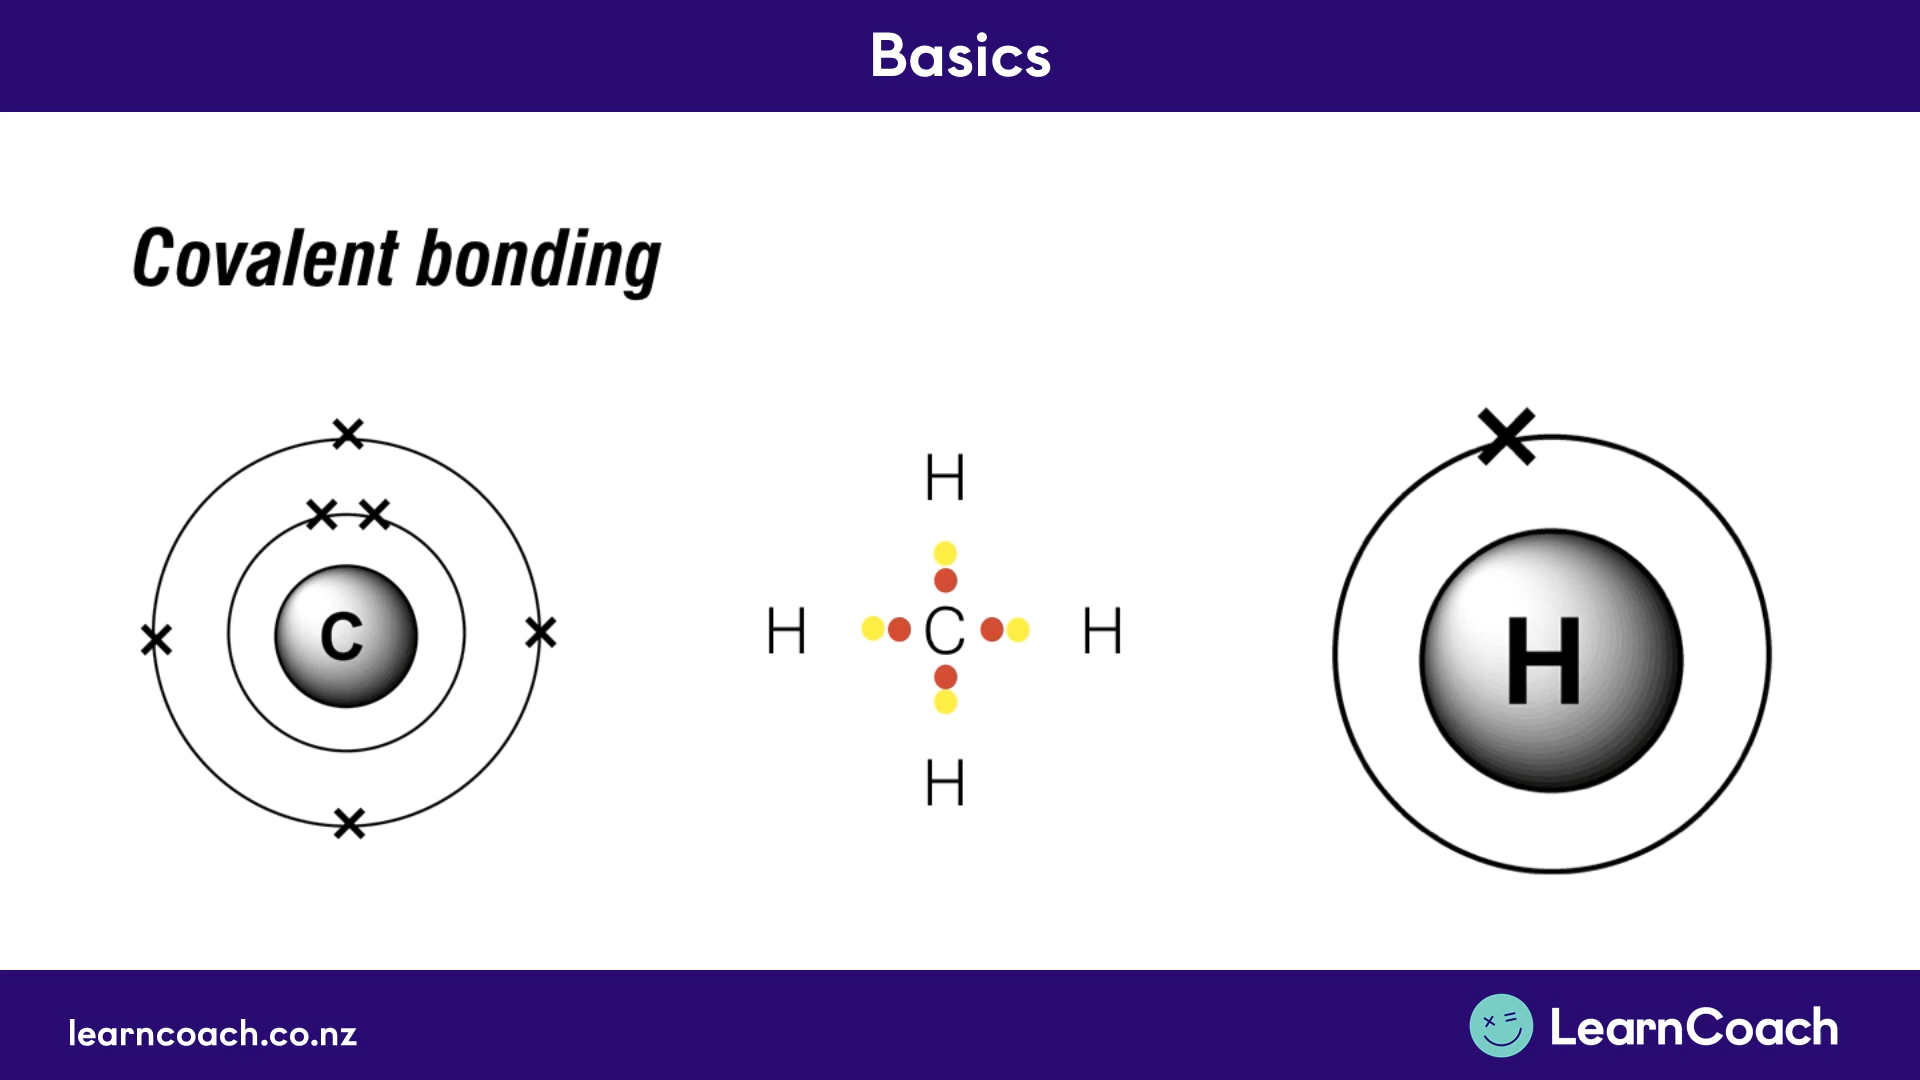 Basics
Covalent bonding
C
H
H C H
H
H
learncoach.co.nz
LearnCoach